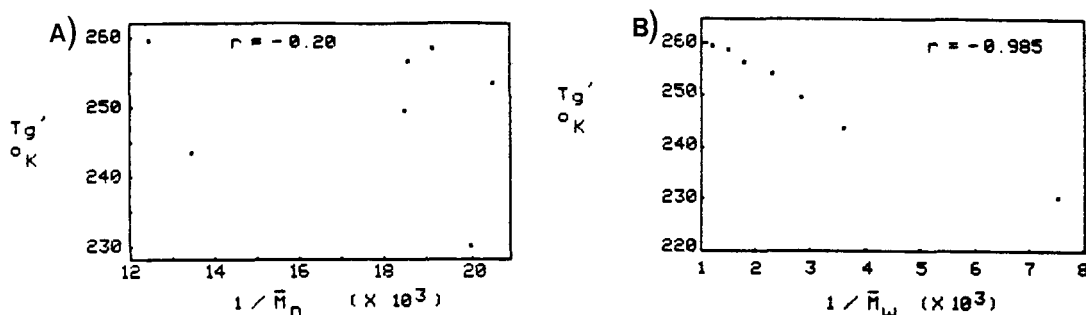 A)
r = -0.20
260
250
240
230
Tg′
°K
12 14 16 18 20
1 / M̄n (X 10³)
B)
r = -0.985
260
250
240
230
220
Tg′
°K
1 2 3 4 5 6 7 8
1 / M̄w (X 10³)